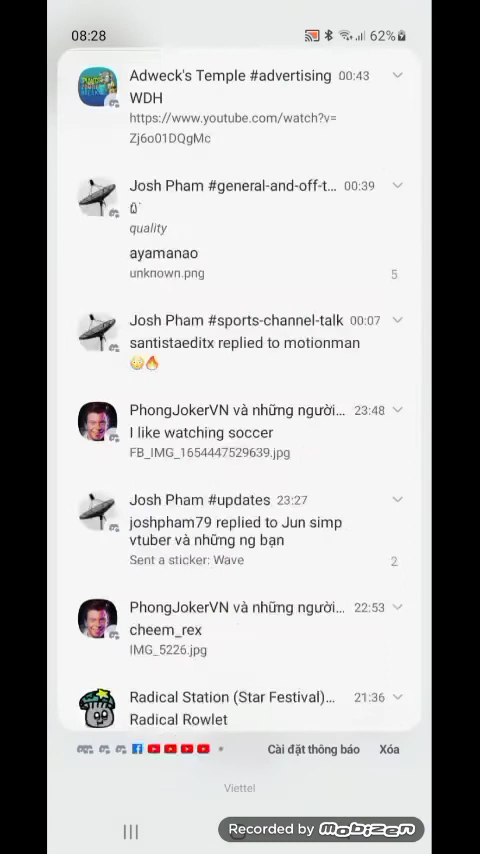 08:28
62%
Adweck's Temple #advertising 00:43
WDH
https://www.youtube.com/watch?v=
Zj6o01DQgMc
Josh Pham #general-and-off-t... 00:39
quality
ayamanao
unknown.png
5
Josh Pham #sports-channel-talk 00:07
santistaeditx replied to motionman
😳🔥
PhongJokerVN và những người... 23:48
I like watching soccer
FB_IMG_1654447529639.jpg
Josh Pham #updates 23:27
joshpham79 replied to Jun simp
vtuber và những ng bạn
Sent a sticker: Wave
2
PhongJokerVN và những người... 22:53
cheem_rex
IMG_5226.jpg
Radical Station (Star Festival)... 21:36
Radical Rowlet
Cài đặt thông báo Xóa
Viettel
Recorded by MOBIZEN